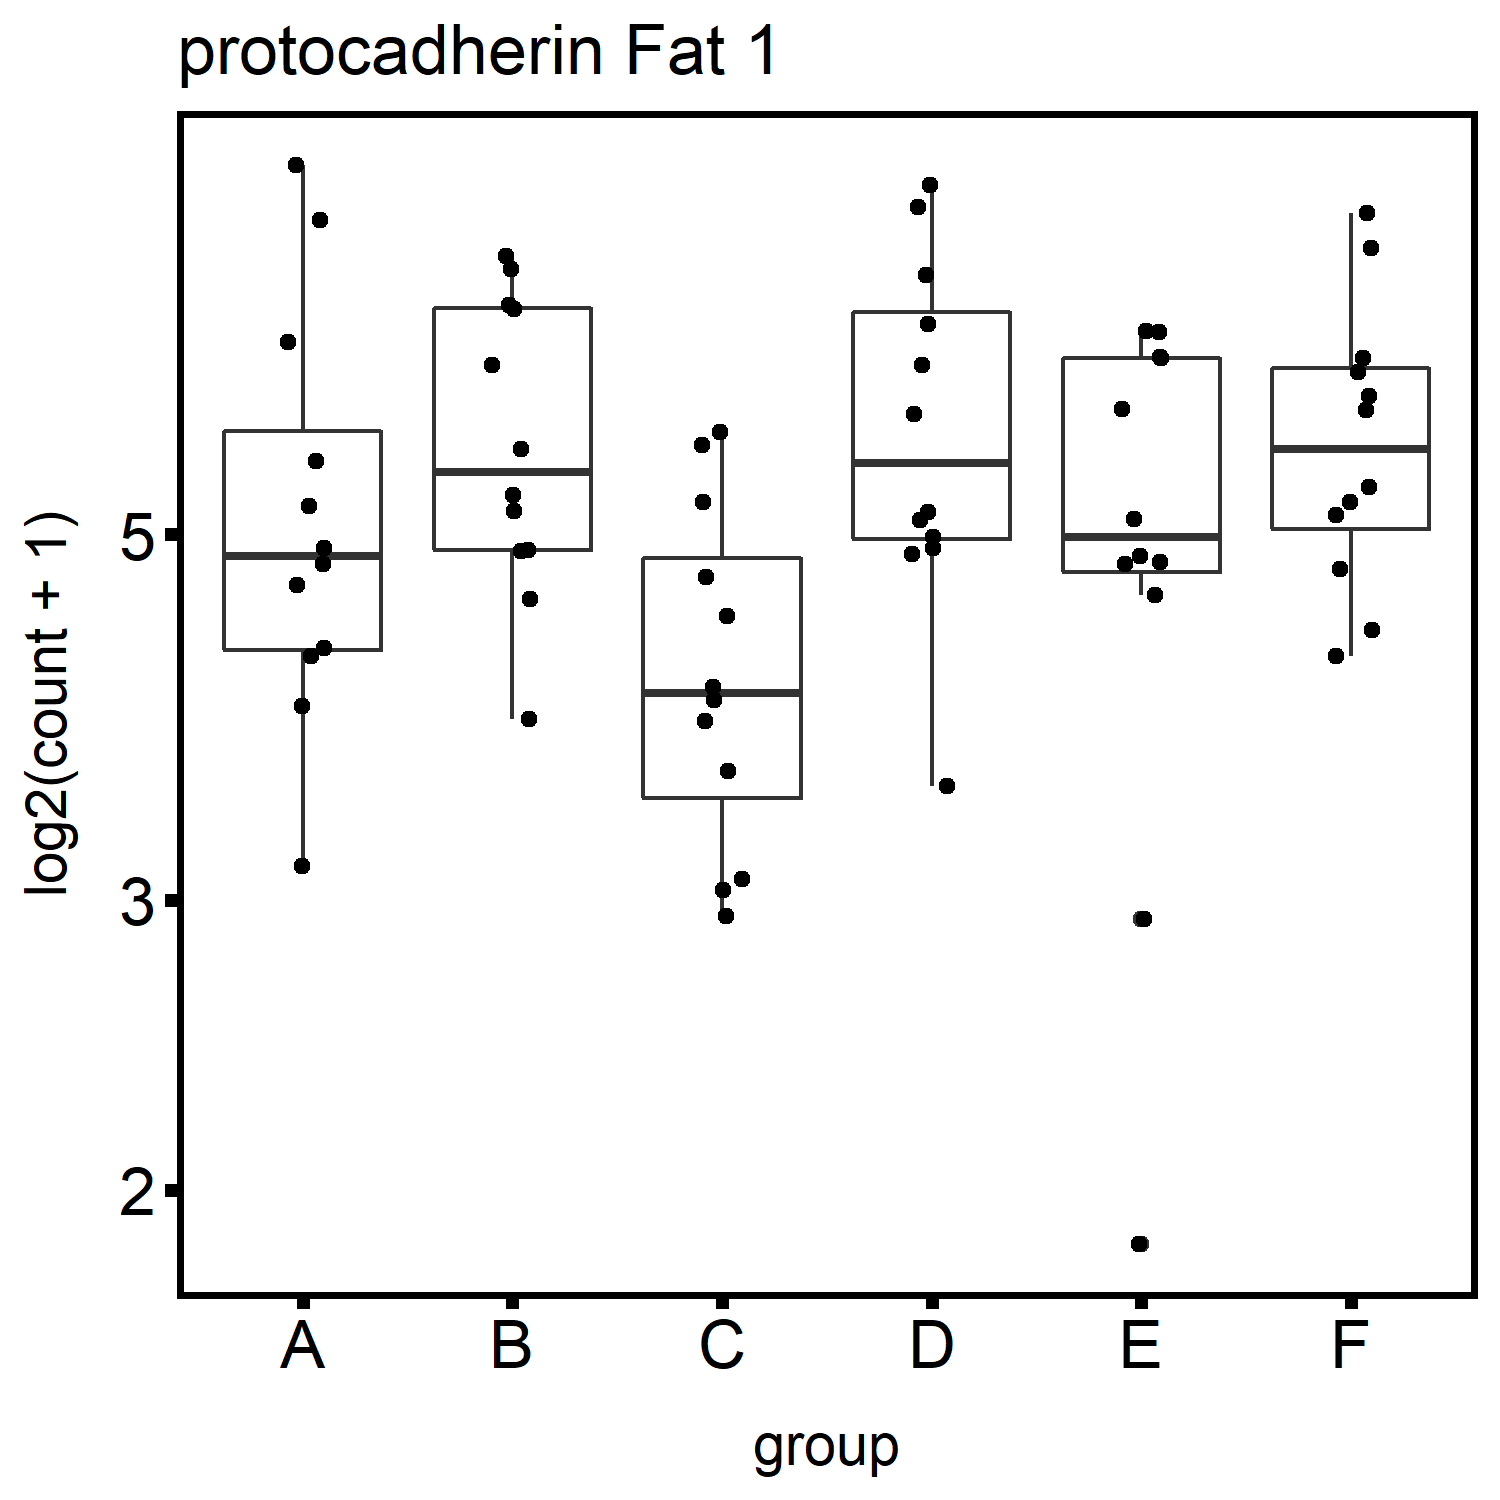 protocadherin Fat 1
log2(count + 1)
5
3
2
A B C D E F
group